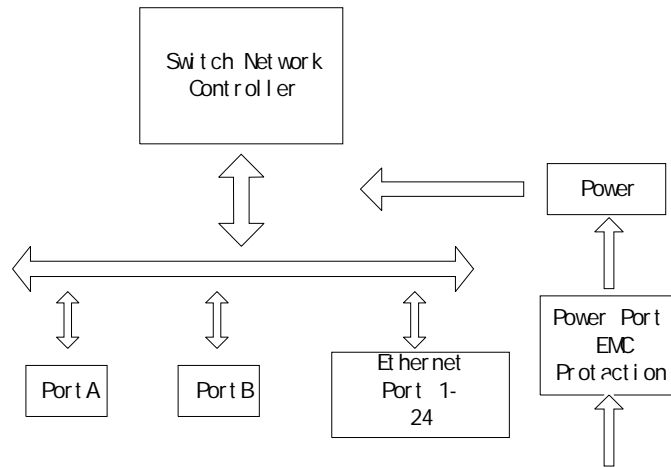 Switch Network
Controller
Power
Power Port
EMC
Protaction
Port A
Port B
Ethernet
Port 1-
24